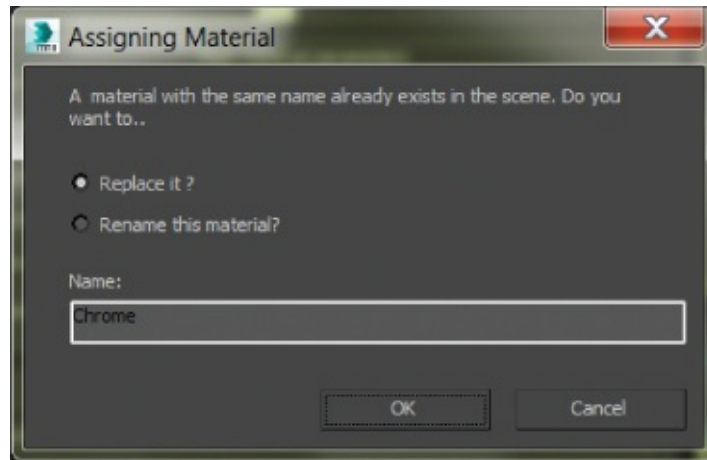 Assigning Material
A material with the same name already exists in the scene. Do you
want to..
Replace it ?
Rename this material?
Name:
Chrome
OK
Cancel